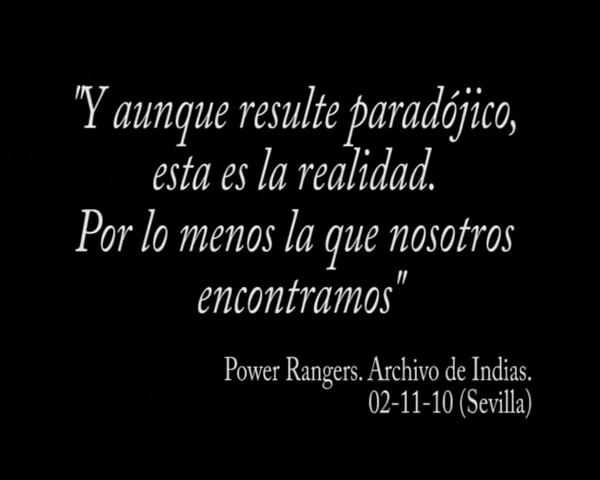 "Y aunque resulte paradójico,
esta es la realidad.
Por lo menos la que nosotros
encontramos"
Power Rangers. Archivo de Indias.
02-11-10 (Sevilla)